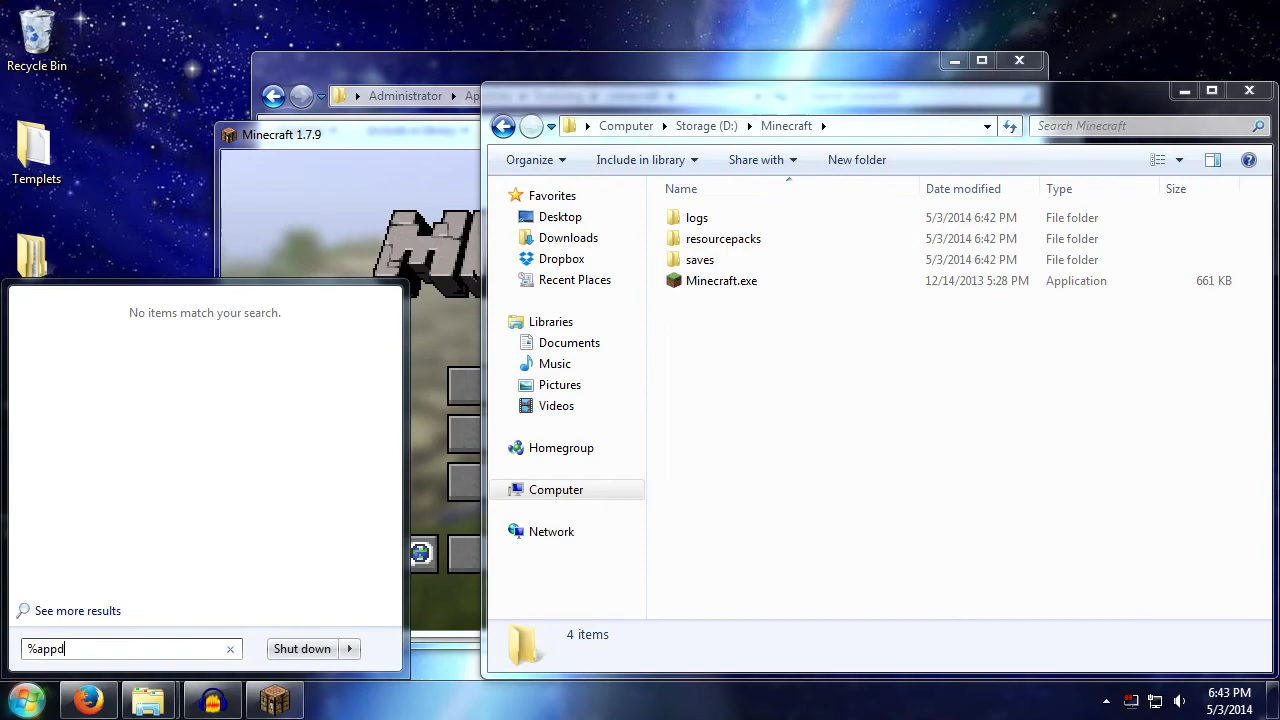 Recycle Bin
Templets
Administrator
Minecraft 1.7.9
Computer
Storage (D:)
Minecraft
Search Minecraft
Organize
Include in library
Share with
New folder
Name
Date modified
Type
Size
logs
5/3/2014 6:42 PM
File folder
resourcepacks
5/3/2014 6:42 PM
File folder
saves
5/3/2014 6:42 PM
File folder
Minecraft.exe
12/14/2013 5:28 PM
Application
661 KB
Favorites
Desktop
Downloads
Dropbox
Recent Places
Libraries
Documents
Music
Pictures
Videos
Homegroup
Computer
Network
4 items
No items match your search.
See more results
%appd
Shut down
6:43 PM
5/3/2014